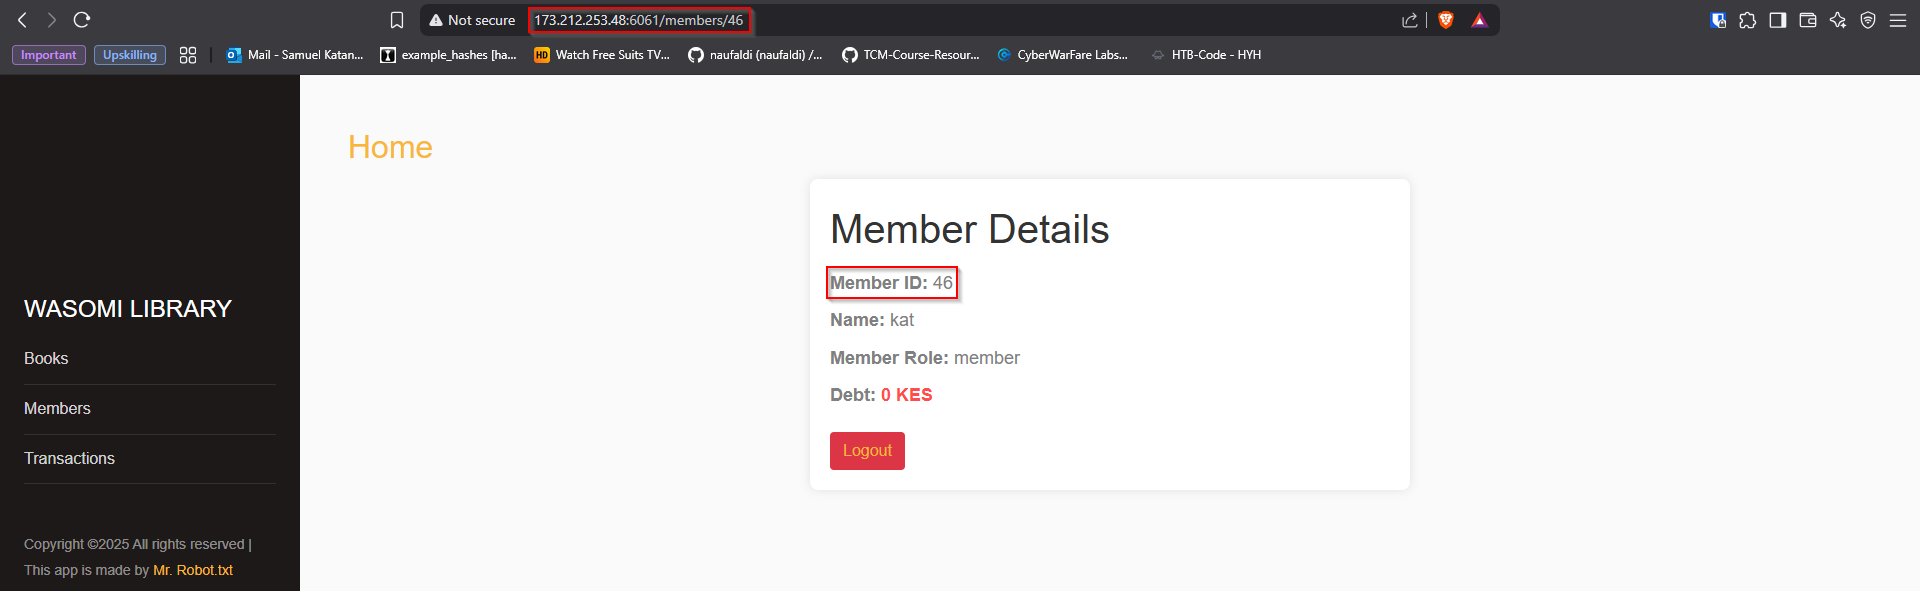 Not secure 173.212.253.48:6061/members/46
Important Upskilling Mail - Samuel Katan... example_hashes [ha... HD Watch Free Suits TV... naufaldi (naufaldi) /... TCM-Course-Resour... CyberWarFare Labs... HTB-Code - HYH
Home
Member Details
Member ID: 46
Name: kat
Member Role: member
Debt: 0 KES
Logout
WASOMI LIBRARY
Books
Members
Transactions
Copyright ©2025 All rights reserved |
This app is made by Mr. Robot.txt